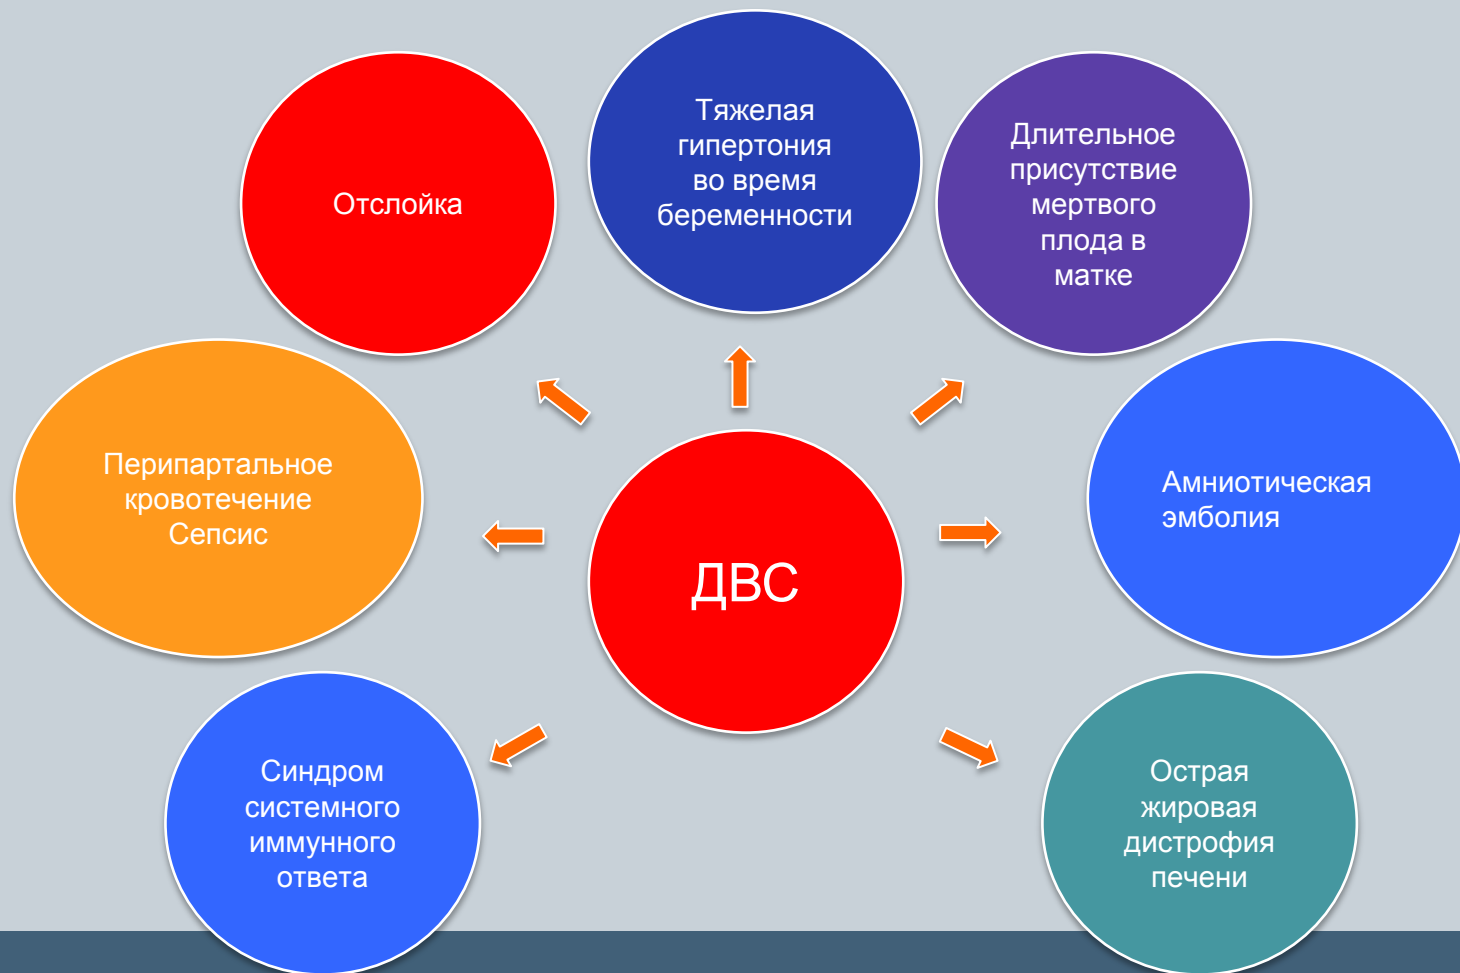 Тяжелая
гипертония
во время
беременности
Длительное
присутствие
мертвого
плода в
матке
Отслойка
Перипартальное
кровотечение
Сепсис
Амниотическая
эмболия
ДВС
Синдром
системного
иммунного
ответа
Острая
жировая
дистрофия
печени